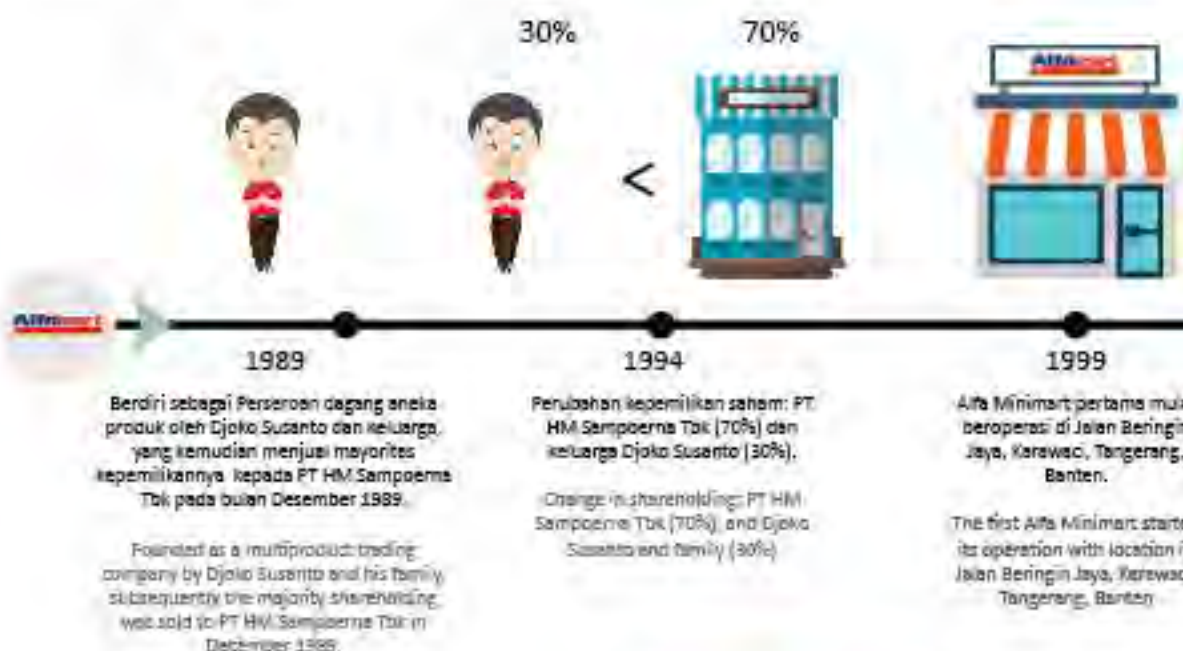 30%
70%
Alfamart
Alfamart
1989
Berdiri sebagai Perseroan dagang aneka
produk oleh Djoko Susanto dan keluarga,
yang kemudian menjual mayoritas
kepemilikannya kepada PT HM Sampoerna
Tbk pada bulan Desember 1989.
Founded as a multiproduct trading
company by Djoko Susanto and his family,
subsequently the majority shareholding
was sold to PT HM Sampoerna Tbk in
December 1989.
<
1994
Perubahan kepemilikan saham: PT.
HM Sampoerna Tbk (70%) dan
keluarga Djoko Susanto (30%).
Change in shareholding: PT HM
Sampoerna Tbk (70%), and Djoko
Susanto and family (30%)
1999
Alfa Minimart pertama mula
beroperasi di Jalan Beringin
Jaya, Karawaci, Tangerang,
Banten.
The first Alfa Minimart starte
its operation with location i
Jalan Beringin Jaya, Karawac
Tangerang, Banten